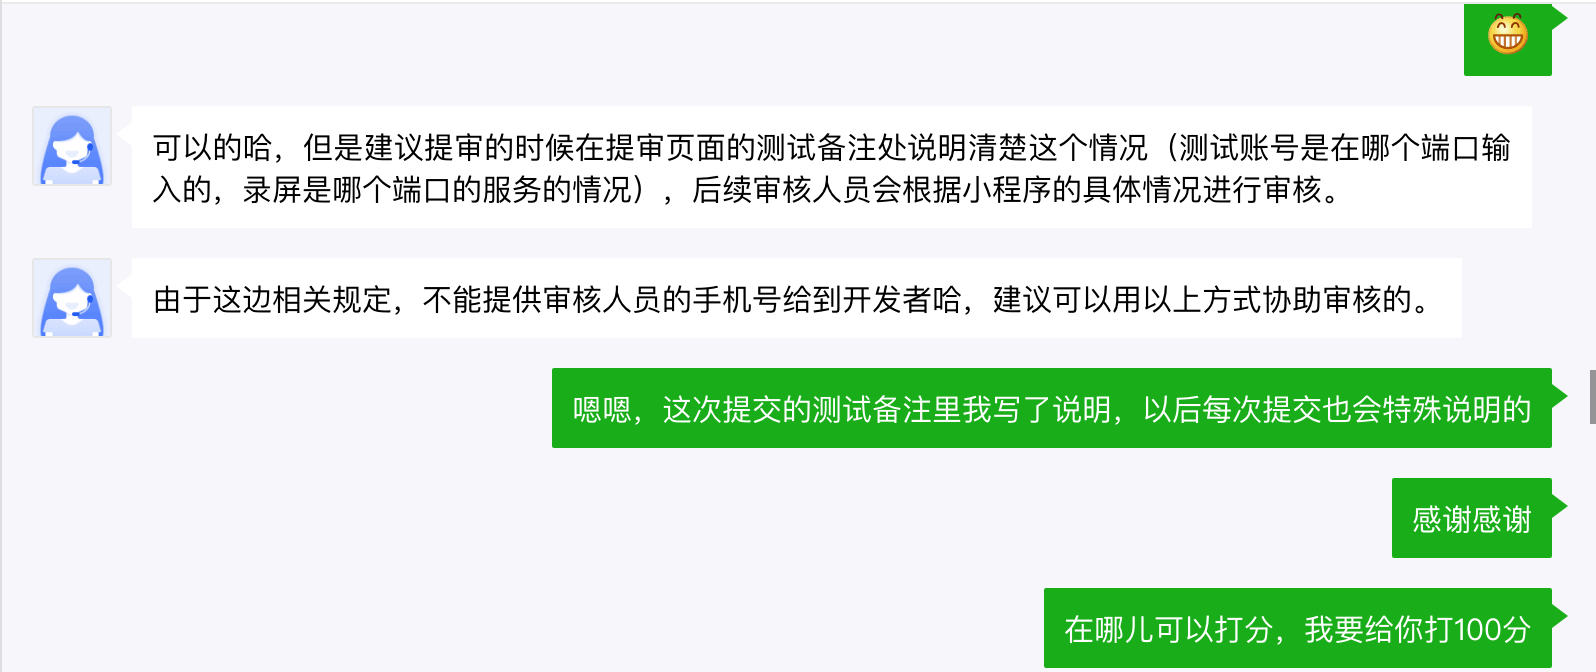 可以的哈，但是建议提审的时候在提审页面的测试备注处说明清楚这个情况（测试账号是在哪个端口输
入的，录屏是哪个端口的服务的情况），后续审核人员会根据小程序的具体情况进行审核。
由于这边相关规定，不能提供审核人员的手机号给到开发者哈，建议可以用以上方式协助审核的。
嗯嗯，这次提交的测试备注里我写了说明，以后每次提交也会特殊说明的
感谢感谢
在哪儿可以打分，我要给你打100分